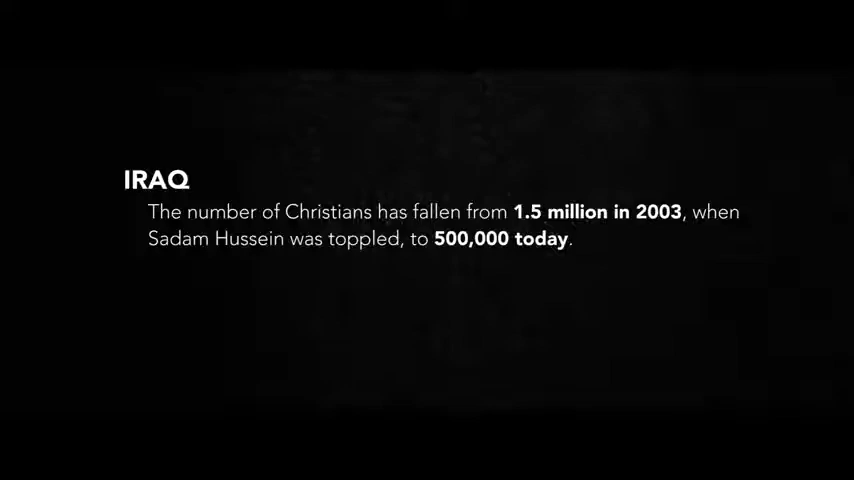 IRAQ
The number of Christians has fallen from 1.5 million in 2003, when
Sadam Hussein was toppled, to 500,000 today.